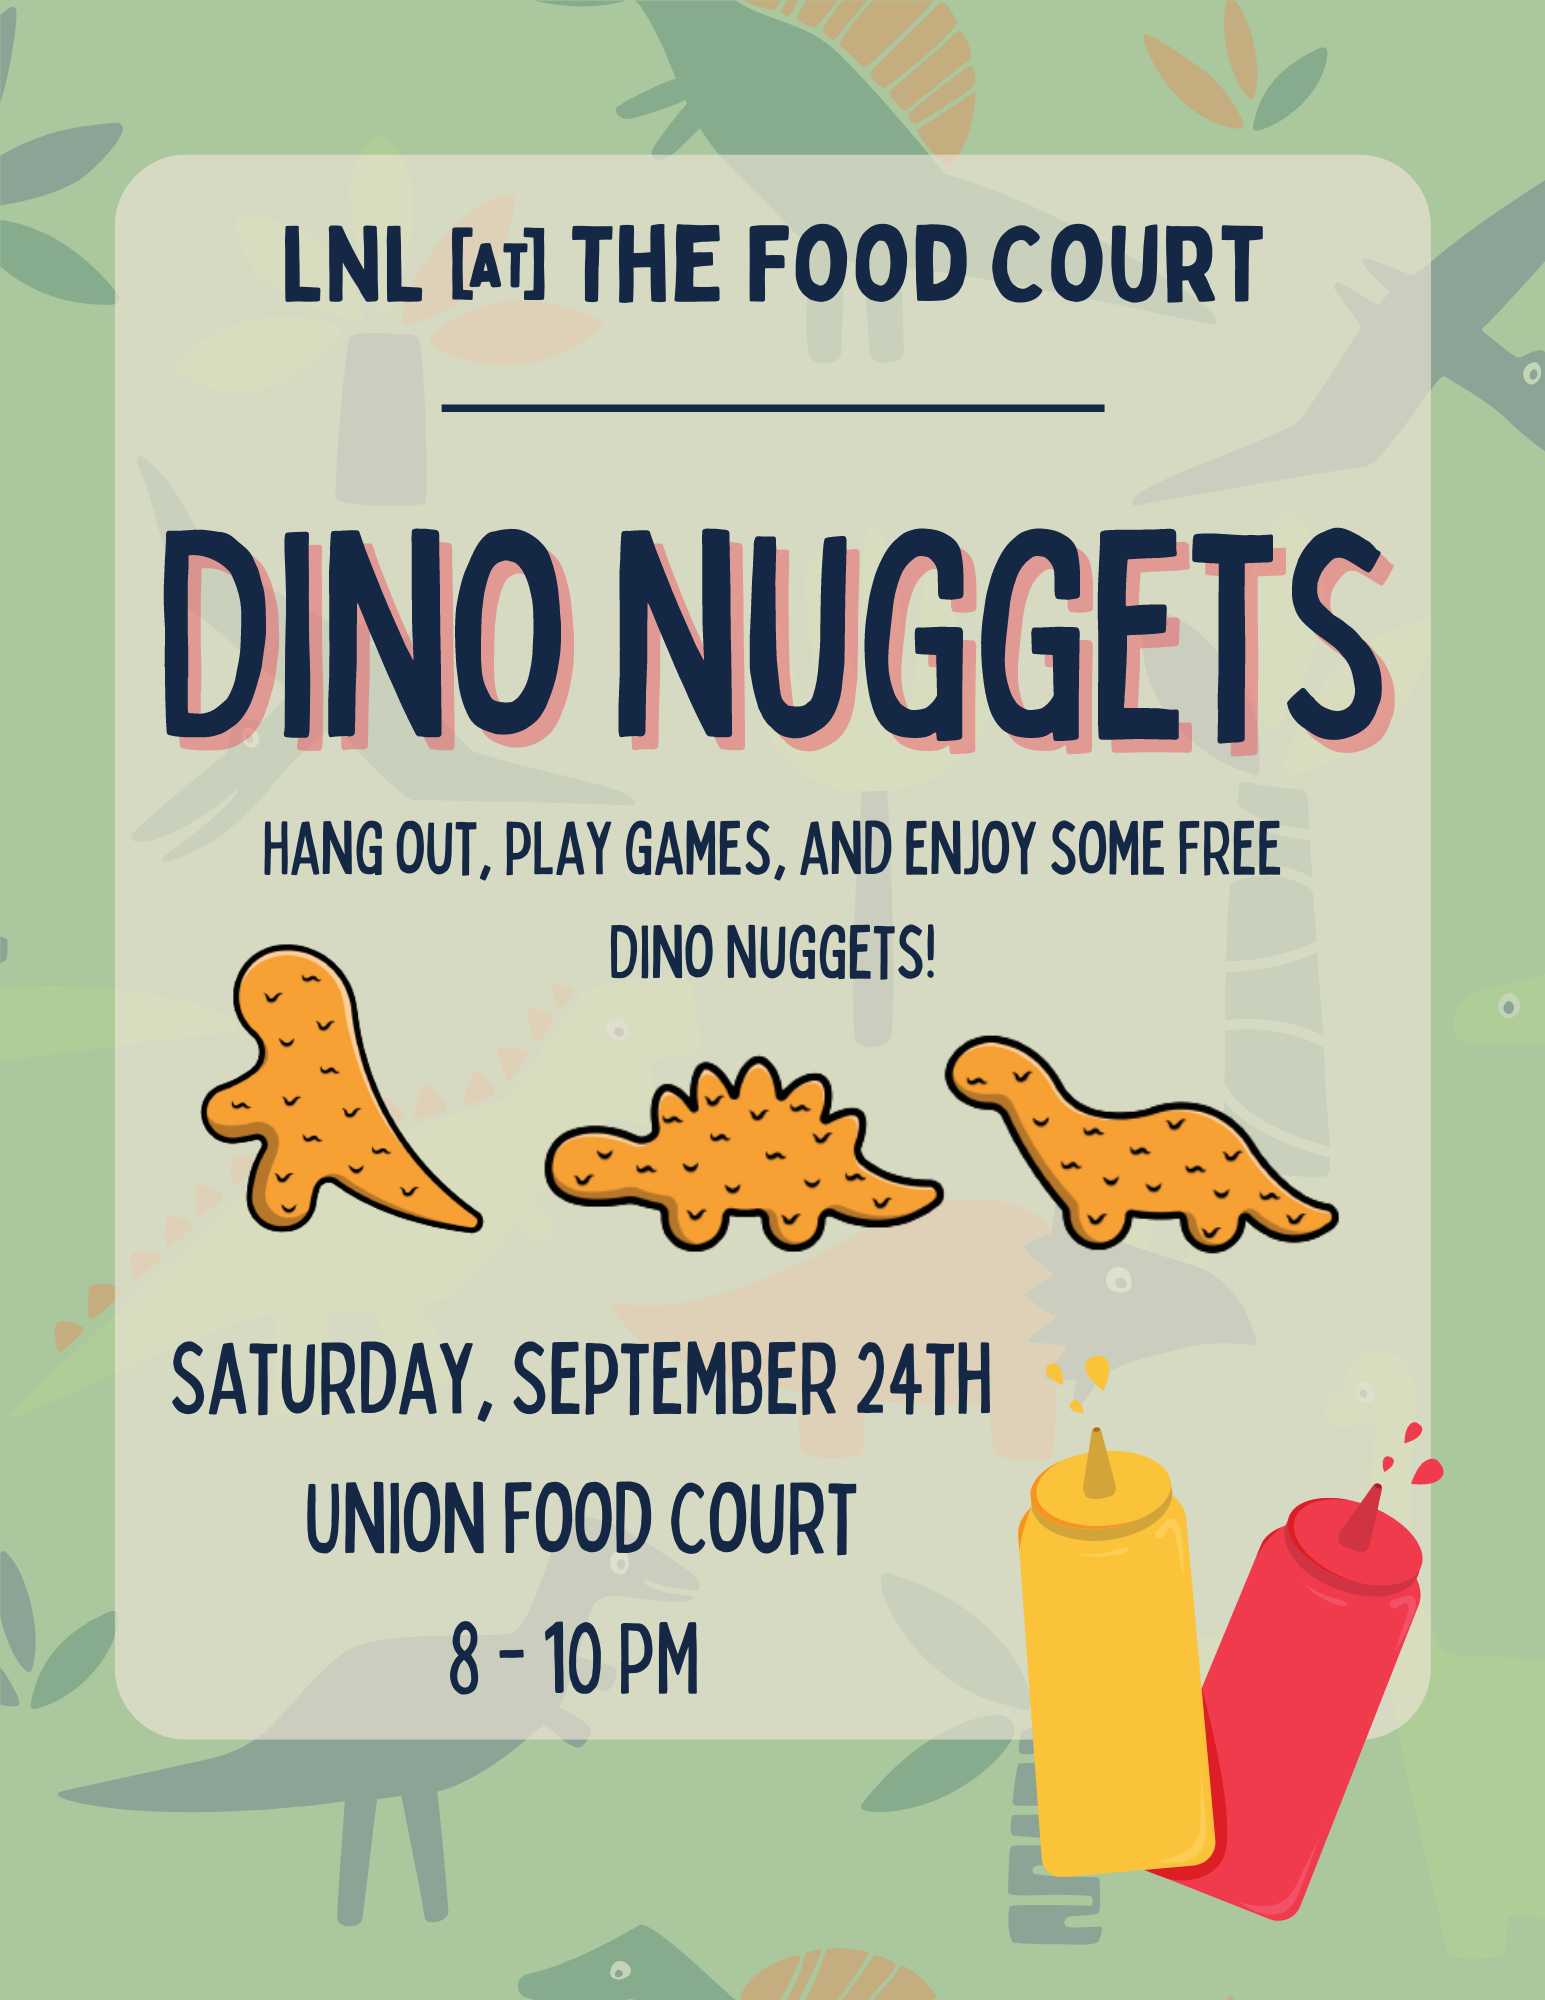 LNL [AT] THE FOOD COURT
DINO NUGGETS
HANG OUT, PLAY GAMES, AND ENJOY SOME FREE
DINO NUGGETS!
SATURDAY, SEPTEMBER 24TH
UNION FOOD COURT
8 - 10 PM